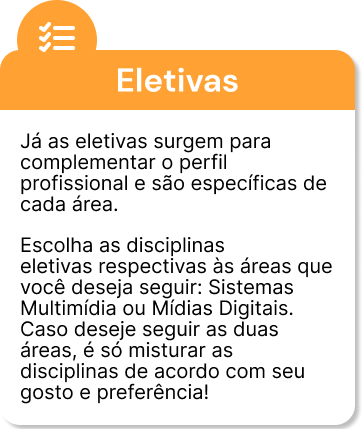 Eletivas
Já as eletivas surgem para
complementar o perfil
profissional e são específicas de
cada área.
Escolha as disciplinas
eletivas respectivas às áreas que
você deseja seguir: Sistemas
Multimídia ou Mídias Digitais.
Caso deseje seguir as duas
áreas, é só misturar as
disciplinas de acordo com seu
gosto e preferência!